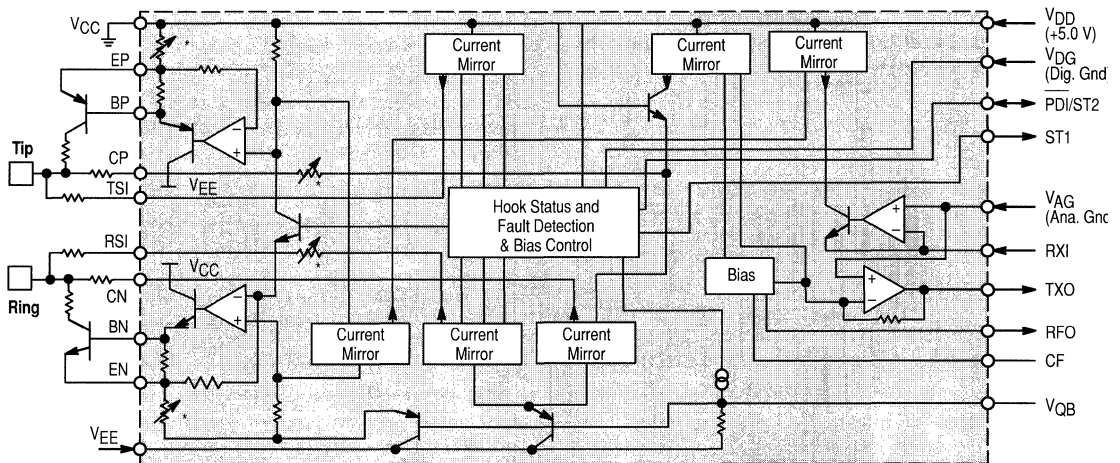 VCC
EP
BP
Tip
CP
TSI
VEE
RSI
VCC
Ring
CN
BN
EN
VEE
*
*
*
*
Current
Mirror
Current
Mirror
Current
Mirror
−
+
Hook Status and
Fault Detection
& Bias Control
−
+
Current
Mirror
Current
Mirror
Current
Mirror
Bias
+
−
+
−
VDD
(+5.0 V)
VDG
(Dig. Gnd)
PDI/ST2
ST1
VAG
(Ana. Gnd
RXI
TXO
RFO
CF
VQB